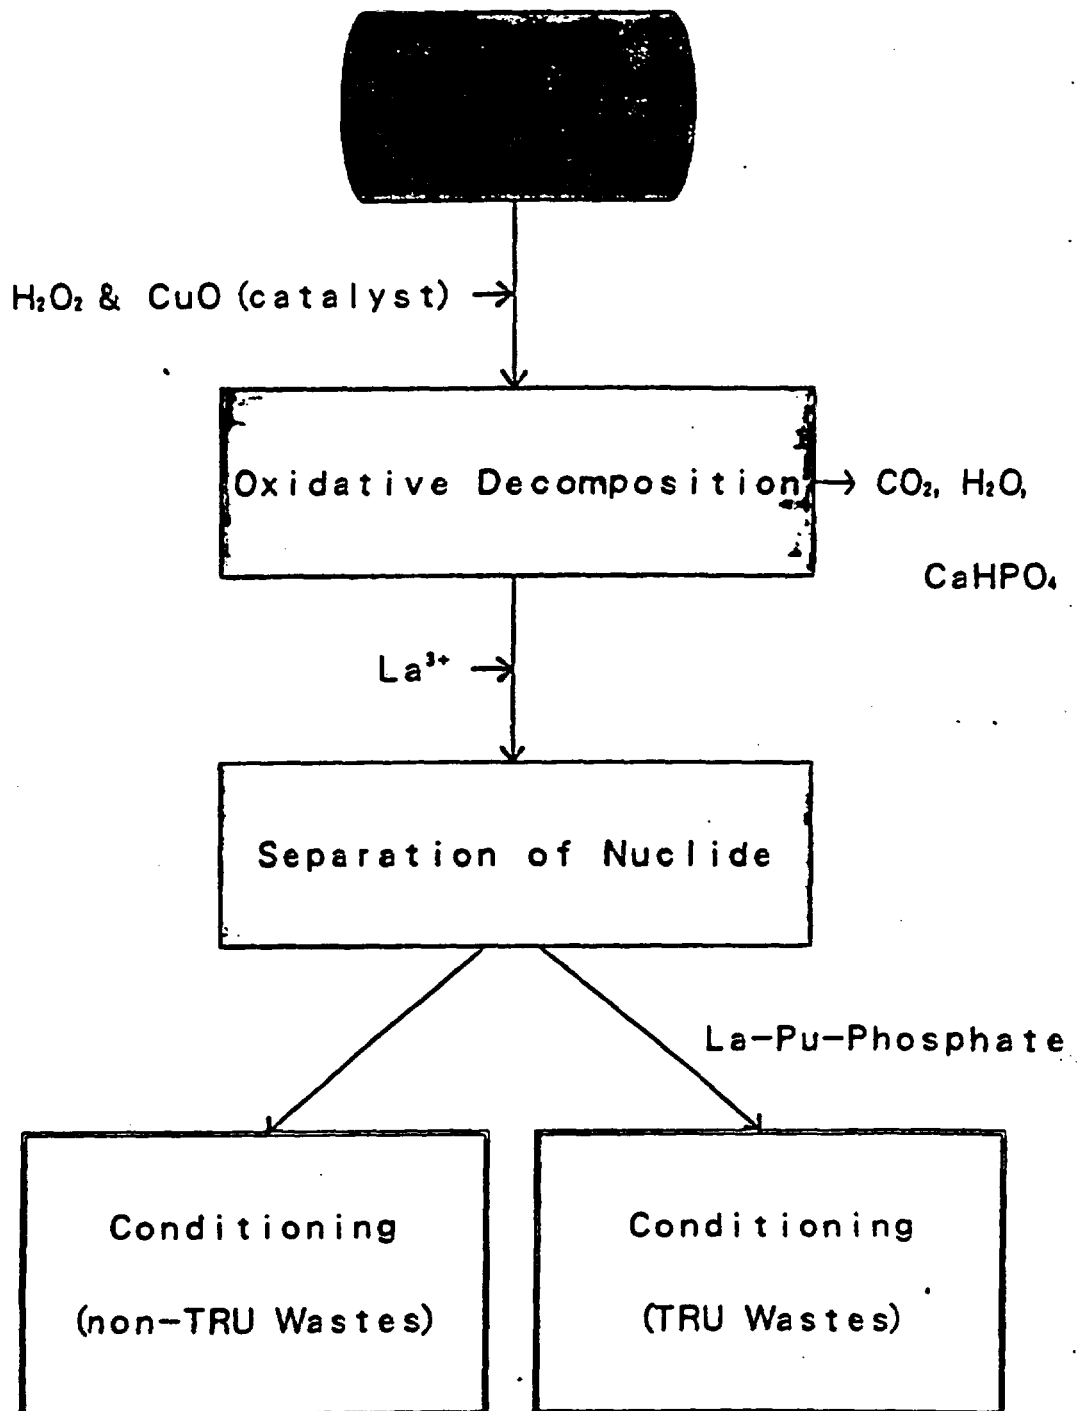 H₂O₂ & CuO (catalyst)
Oxidative Decomposition
CO₂, H₂O,
CaHPO₄
La³⁺
Separation of Nuclide
La-Pu-Phosphate
Conditioning
(non-TRU Wastes)
Conditioning
(TRU Wastes)